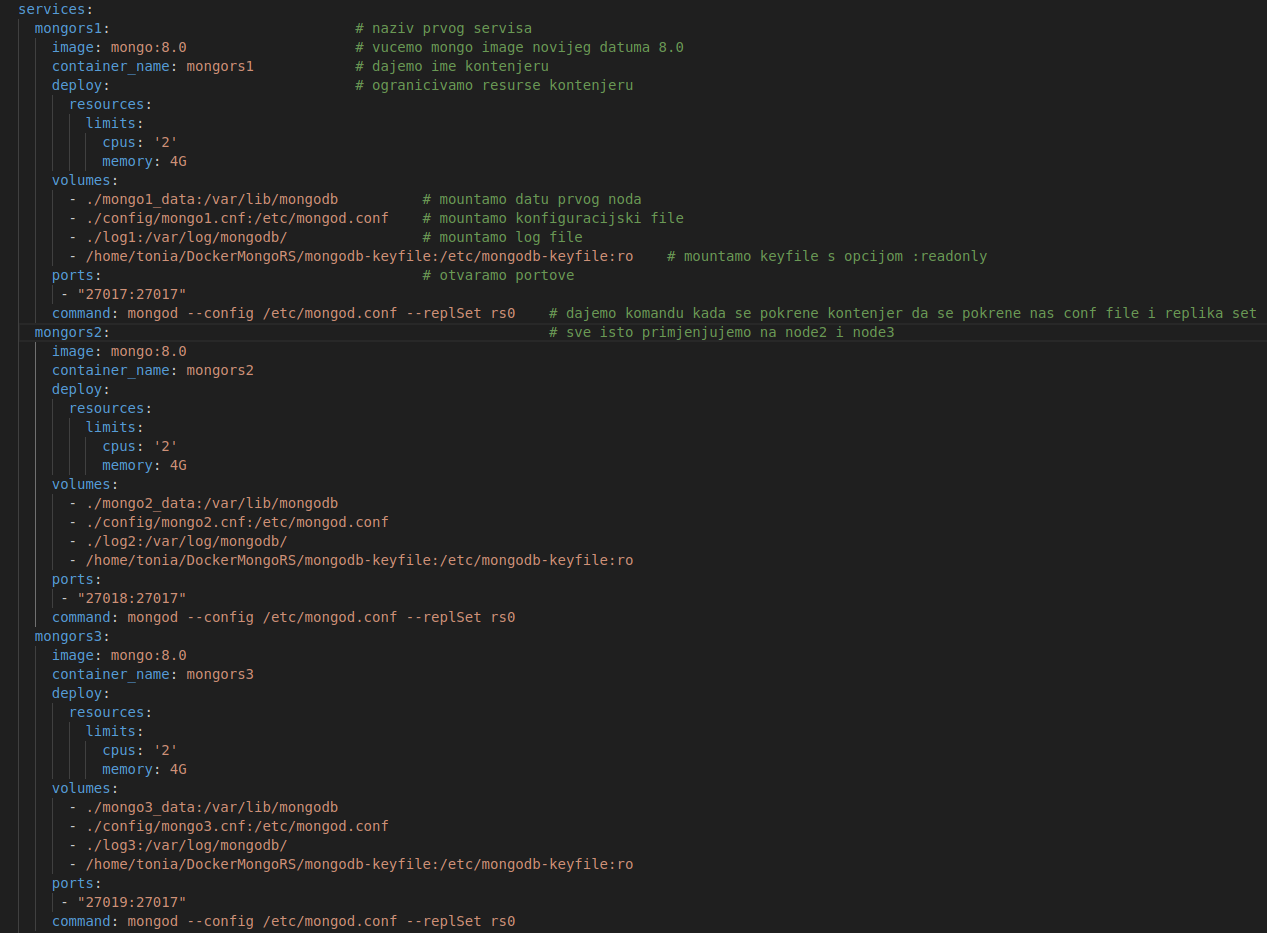 services:
  mongors1:                             # naziv prvog servisa
    image: mongo:8.0                    # vucemo mongo image novijeg datuma 8.0
    container_name: mongors1            # dajemo ime kontenjeru
    deploy:                             # ogranicivamo resurse kontenjeru
      resources:
        limits:
          cpus: '2'
          memory: 4G
    volumes:
      - ./mongo1_data:/var/lib/mongodb          # mountamo datu prvog noda
      - ./config/mongo1.cnf:/etc/mongod.conf    # mountamo konfiguracijski file
      - ./log1:/var/log/mongodb/                # mountamo log file
      - /home/tonia/DockerMongoRS/mongodb-keyfile:/etc/mongodb-keyfile:ro    # mountamo keyfile s opcijom :readonly
    ports:                                      # otvaramo portove
     - "27017:27017"
    command: mongod --config /etc/mongod.conf --replSet rs0    # dajemo komandu kada se pokrene kontenjer da se pokrene nas conf file i replika set
  mongors2:                                                    # sve isto primjenjujemo na node2 i node3
    image: mongo:8.0
    container_name: mongors2
    deploy:
      resources:
        limits:
          cpus: '2'
          memory: 4G
    volumes:
      - ./mongo2_data:/var/lib/mongodb
      - ./config/mongo2.cnf:/etc/mongod.conf
      - ./log2:/var/log/mongodb/
      - /home/tonia/DockerMongoRS/mongodb-keyfile:/etc/mongodb-keyfile:ro
    ports:
     - "27018:27017"
    command: mongod --config /etc/mongod.conf --replSet rs0
  mongors3:
    image: mongo:8.0
    container_name: mongors3
    deploy:
      resources:
        limits:
          cpus: '2'
          memory: 4G
    volumes:
      - ./mongo3_data:/var/lib/mongodb
      - ./config/mongo3.cnf:/etc/mongod.conf
      - ./log3:/var/log/mongodb/
      - /home/tonia/DockerMongoRS/mongodb-keyfile:/etc/mongodb-keyfile:ro
    ports:
     - "27019:27017"
    command: mongod --config /etc/mongod.conf --replSet rs0